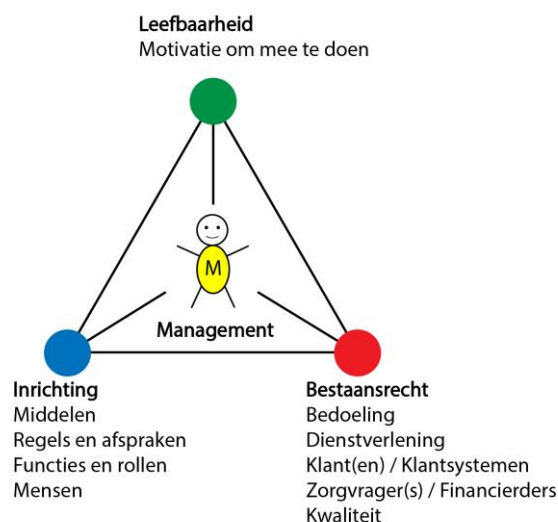 Leefbaarheid
Motivatie om mee te doen
M
Management
Inrichting
Middelen
Regels en afspraken
Functies en rollen
Mensen
Bestaansrecht
Bedoeling
Dienstverlening
Klant(en) / Klantsystemen
Zorgvrager(s) / Financierders
Kwaliteit